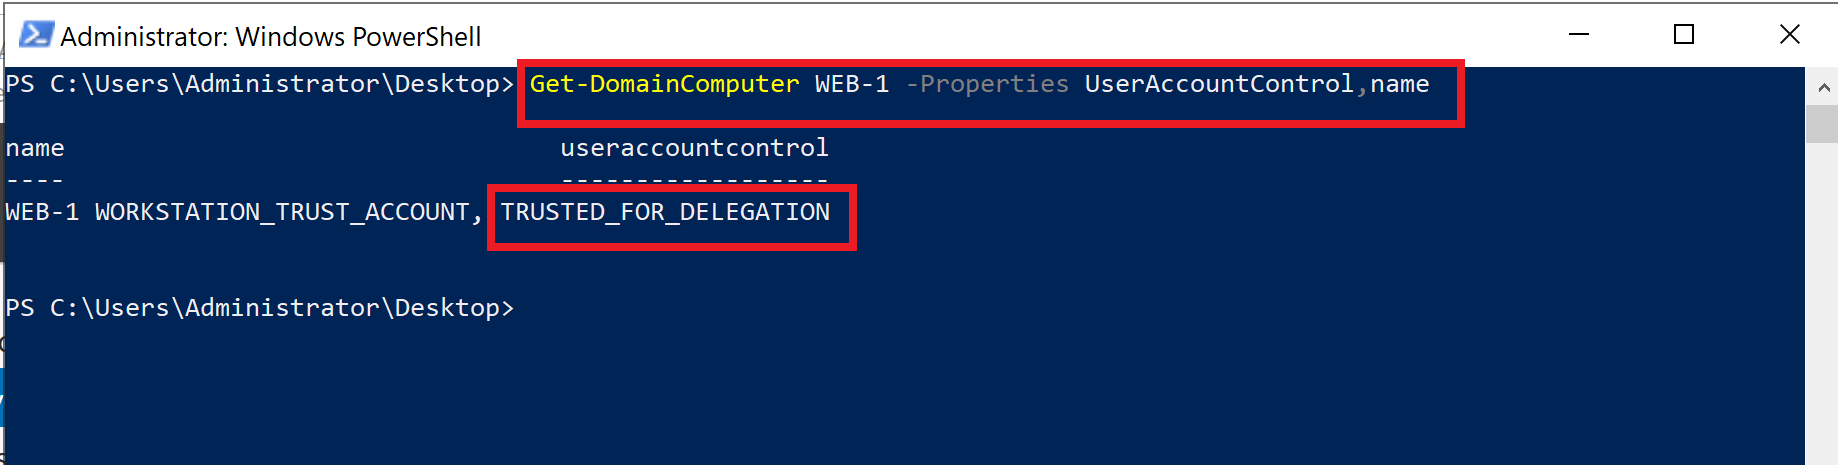 Administrator: Windows PowerShell
PS C:\Users\Administrator\Desktop> Get-DomainComputer WEB-1 -Properties UserAccountControl,name
name useraccountcontrol
---- ------------------
WEB-1 WORKSTATION_TRUST_ACCOUNT, TRUSTED_FOR_DELEGATION
PS C:\Users\Administrator\Desktop>